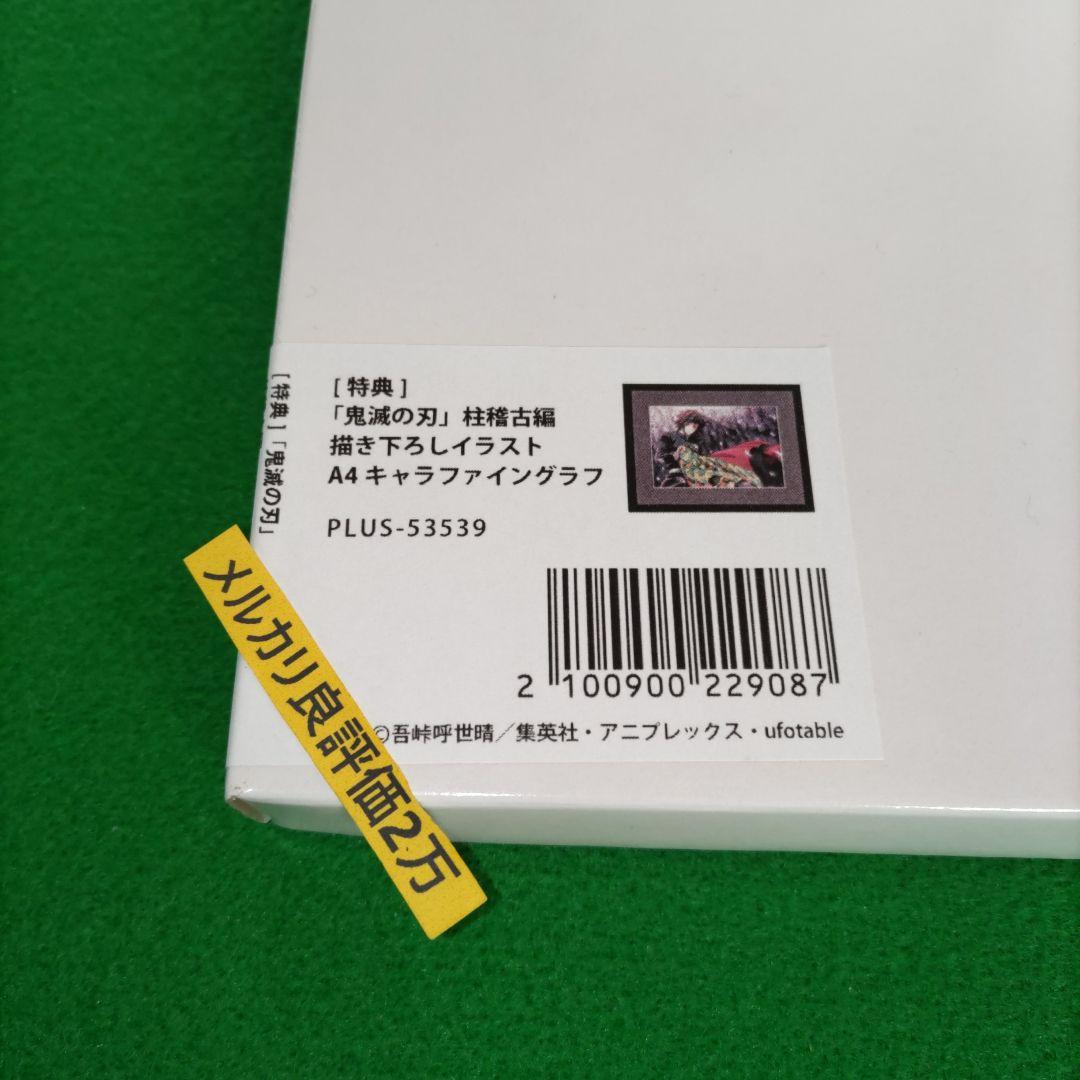 [特典]「鬼滅の刃」
[特典]
「鬼滅の刃」柱稽古編
描き下ろしイラスト
A4キャラファイングラフ
PLUS-53539
2 100900 229087
©吾峠呼世晴／集英社・アニプレックス・ufotable
メルカリ良評価2万